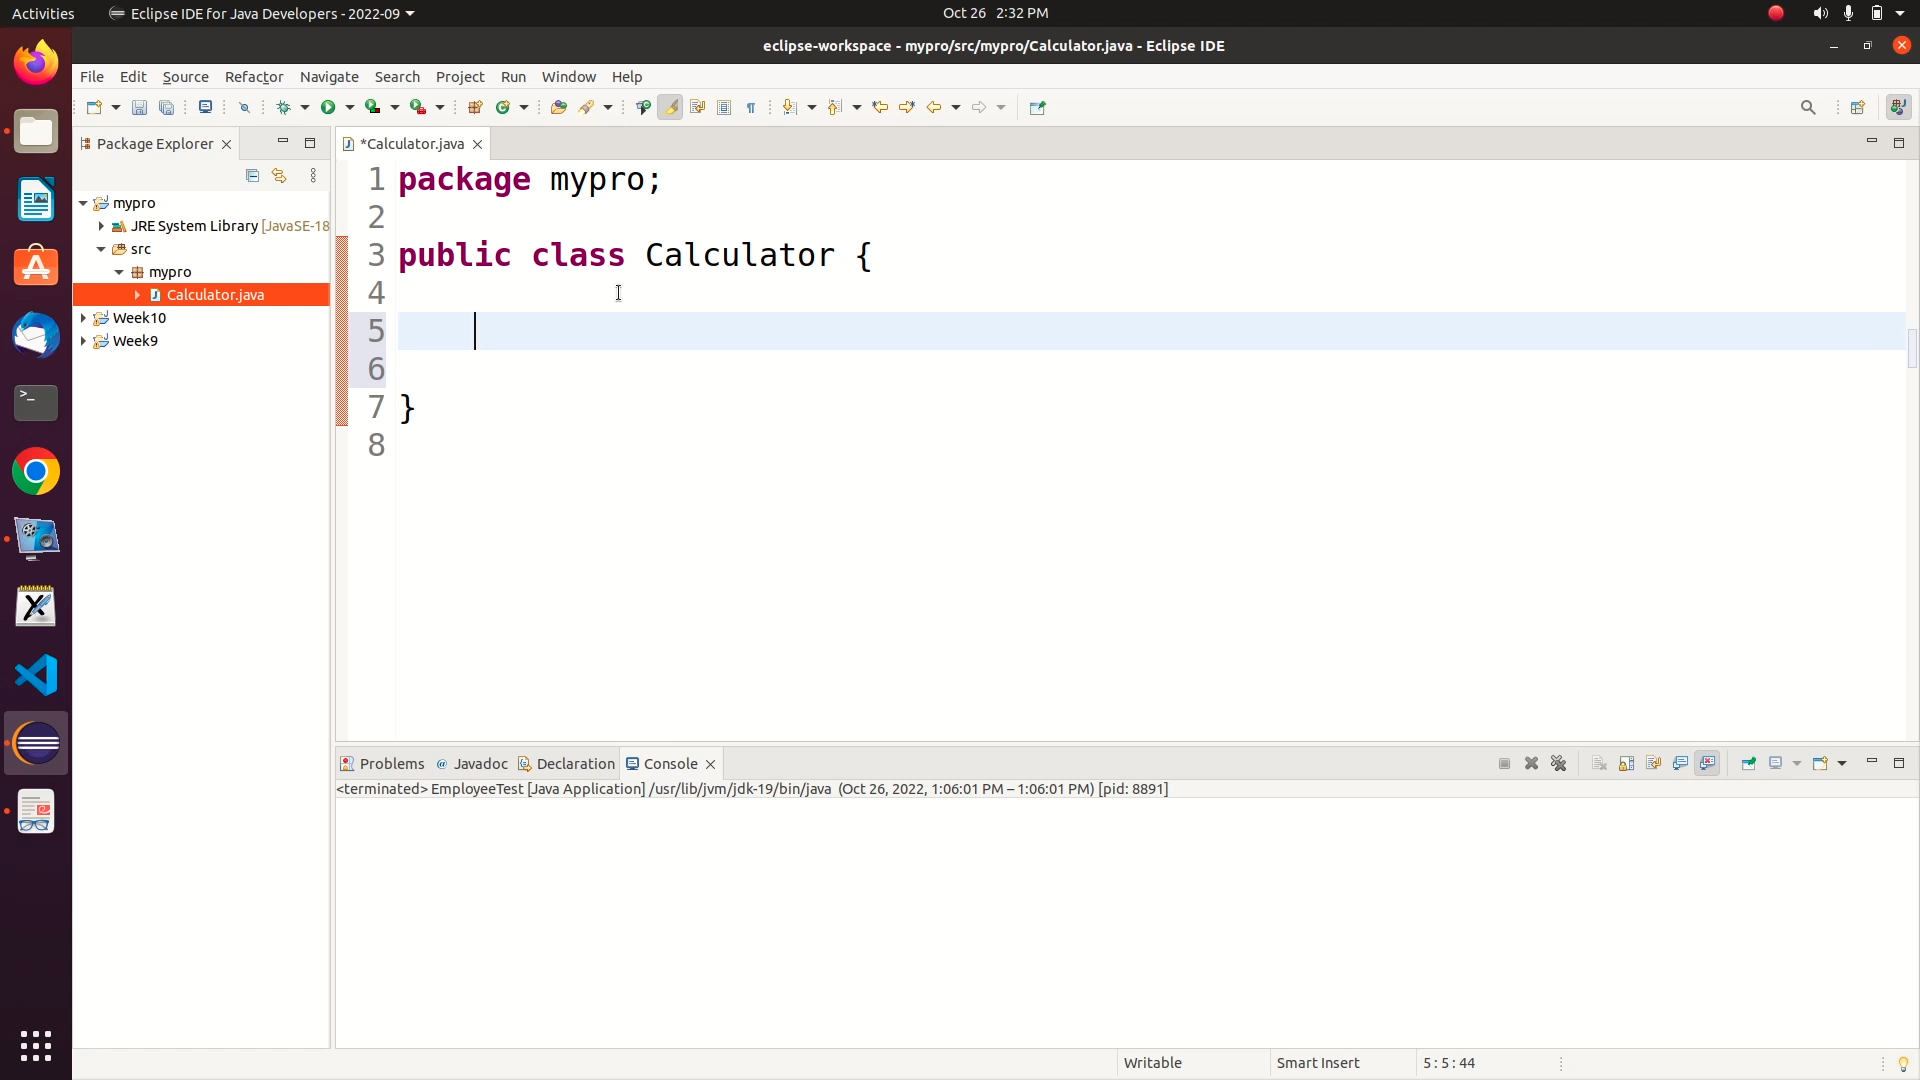 Activities
Eclipse IDE for Java Developers - 2022-09
Oct 26 2:32 PM
eclipse-workspace - mypro/src/mypro/Calculator.java - Eclipse IDE
File Edit Source Refactor Navigate Search Project Run Window Help
Package Explorer
*Calculator.java
mypro
JRE System Library [JavaSE-18
src
mypro
Calculator.java
Week10
Week9
1 package mypro;
2
3 public class Calculator {
4
5
6
7 }
8
Problems @ Javadoc Declaration Console
<terminated> EmployeeTest [Java Application] /usr/lib/jvm/jdk-19/bin/java (Oct 26, 2022, 1:06:01 PM – 1:06:01 PM) [pid: 8891]
Writable Smart Insert 5 : 5 : 44